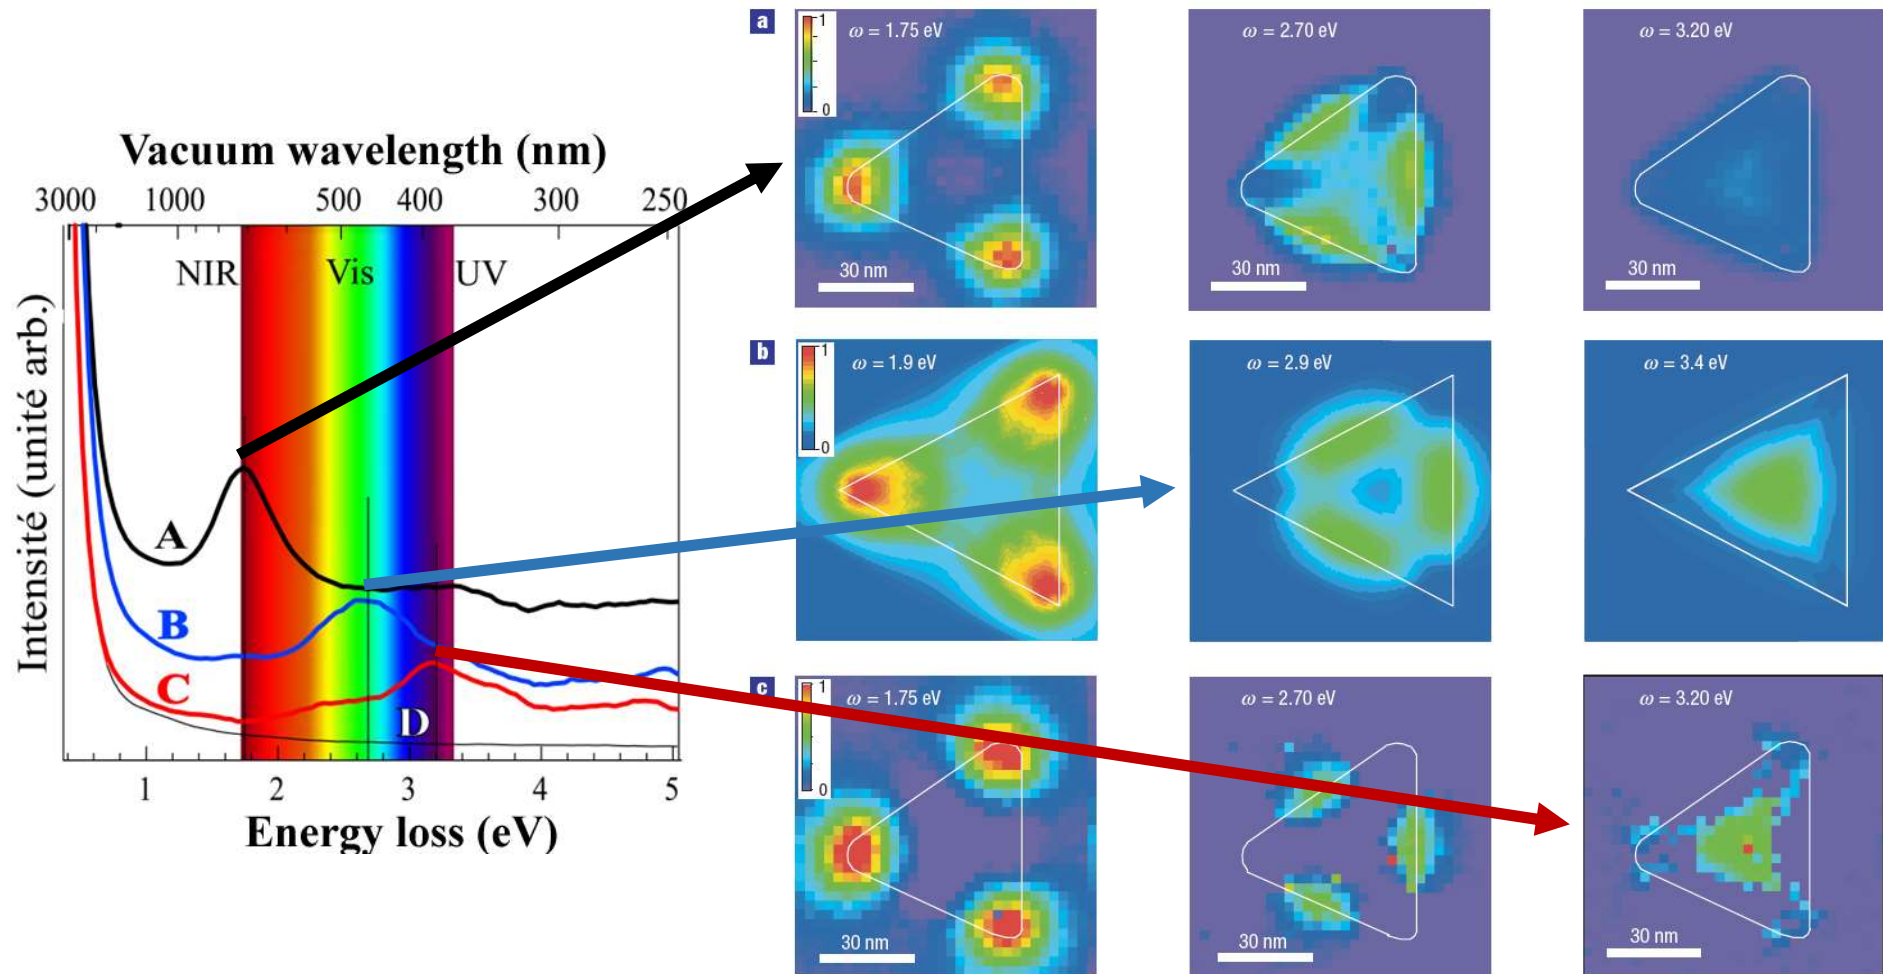 Vacuum wavelength (nm)
3000 1000 500 400 300 250
NIR Vis UV
Intensité (unité arb.)
A
B
C
D
1 2 3 4 5
Energy loss (eV)
a
1
0
ω = 1.75 eV
30 nm
ω = 2.70 eV
30 nm
ω = 3.20 eV
30 nm
b
1
0
ω = 1.9 eV
ω = 2.9 eV
ω = 3.4 eV
c
1
0
ω = 1.75 eV
30 nm
ω = 2.70 eV
30 nm
ω = 3.20 eV
30 nm